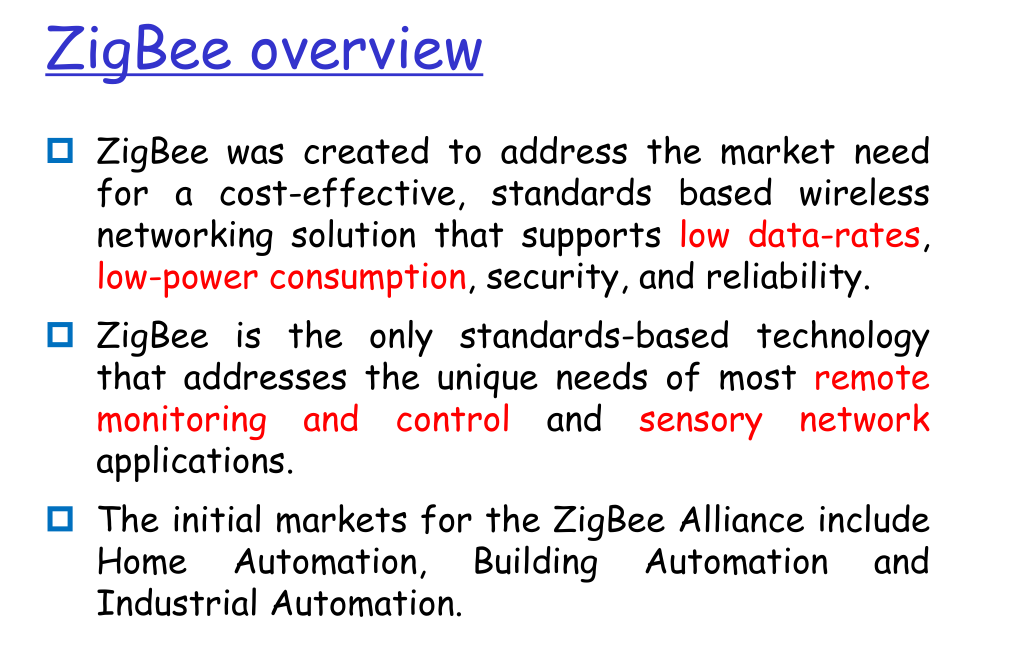 ZigBee overview
ZigBee was created to address the market need
for a cost-effective, standards based wireless
networking solution that supports low data-rates,
low-power consumption, security, and reliability.
ZigBee is the only standards-based technology
that addresses the unique needs of most remote
monitoring and control and sensory network
applications.
The initial markets for the ZigBee Alliance include
Home Automation, Building Automation and
Industrial Automation.